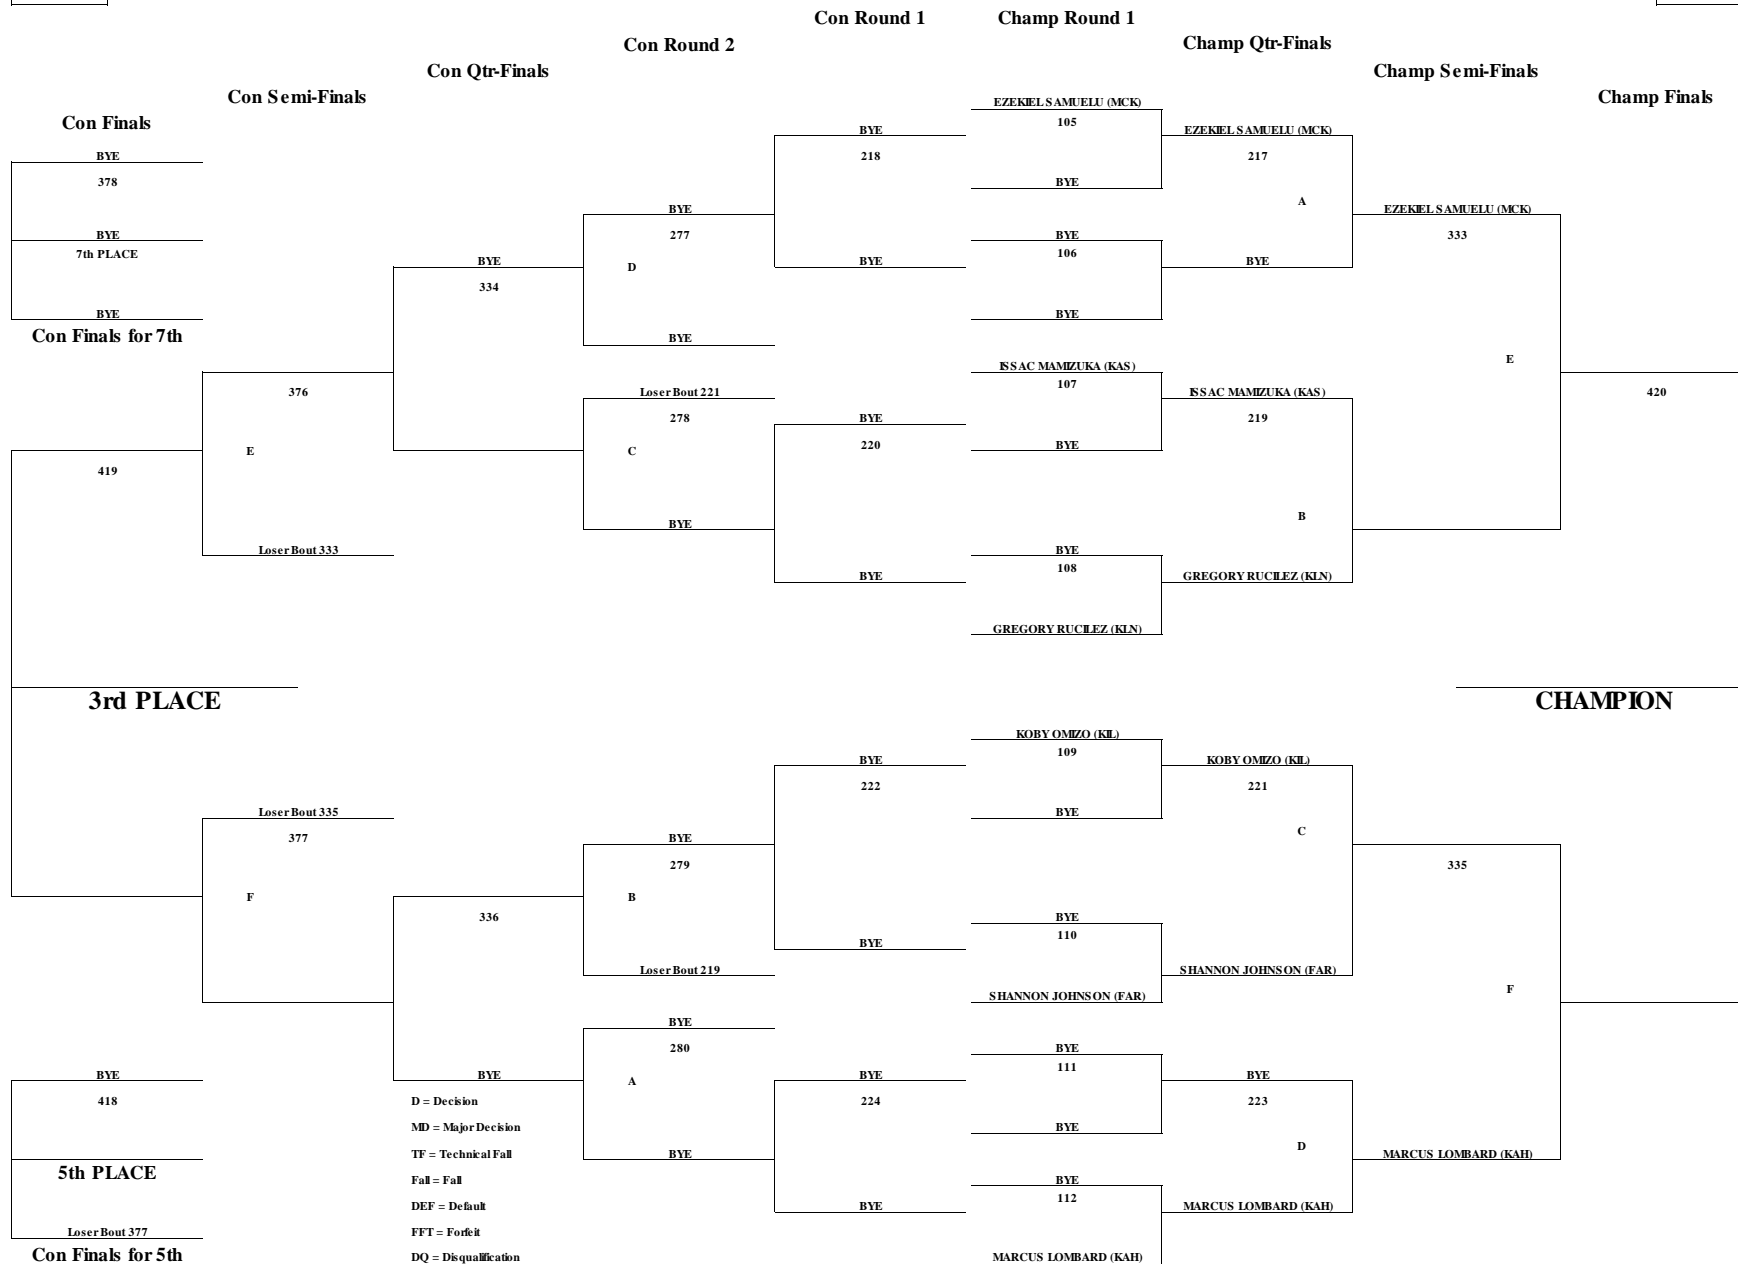 Con Round 1
Champ Round 1
Con Round 2
Champ Qtr-Finals
Con Qtr-Finals
Champ Semi-Finals
Con Semi-Finals
Champ Finals
Con Finals
EZEKIEL SAMUELU (MCK)
105
BYE
EZEKIEL SAMUELU (MCK)
BYE
218
217
378
BYE
A
BYE
EZEKIEL SAMUELU (MCK)
BYE
277
BYE
333
7th PLACE
106
BYE
D
BYE
BYE
334
BYE
BYE
Con Finals for 7th
BYE
E
ISSAC MAMIZUKA (KAS)
107
376
Loser Bout 221
ISSAC MAMIZUKA (KAS)
420
278
BYE
219
E
C
220
BYE
419
B
BYE
Loser Bout 333
BYE
108
BYE
GREGORY RUCILEZ (KLN)
GREGORY RUCILEZ (KLN)
3rd PLACE
CHAMPION
KOBY OMIZO (KIL)
109
BYE
KOBY OMIZO (KIL)
222
221
Loser Bout 335
BYE
377
BYE
C
279
335
F
B
336
BYE
110
BYE
Loser Bout 219
SHANNON JOHNSON (FAR)
SHANNON JOHNSON (FAR)
F
BYE
280
BYE
111
BYE
BYE
A
BYE
BYE
418
D = Decision
224
223
MD = Major Decision
BYE
D
TF = Technical Fall
BYE
MARCUS LOMBARD (KAH)
5th PLACE
Fall = Fall
BYE
112
DEF = Default
BYE
MARCUS LOMBARD (KAH)
Loser Bout 377
FFT = Forfeit
Con Finals for 5th
DQ = Disqualification
MARCUS LOMBARD (KAH)